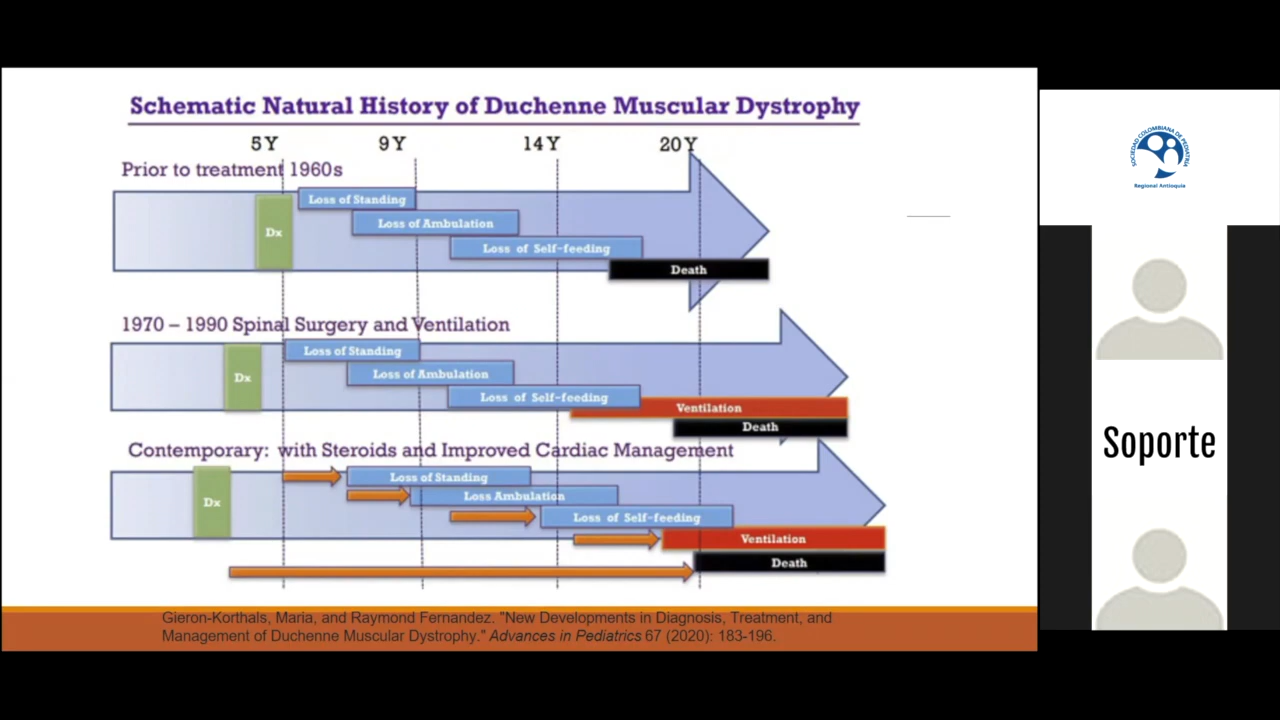 Schematic Natural History of Duchenne Muscular Dystrophy
5Y 9Y 14Y 20Y
Prior to treatment 1960s
Loss of Standing
Loss of Ambulation
Dx
Loss of Self-feeding
Death
1970 – 1990 Spinal Surgery and Ventilation
Loss of Standing
Loss of Ambulation
Dx
Loss of Self-feeding
Ventilation
Death
Contemporary: with Steroids and Improved Cardiac Management
Loss of Standing
Loss Ambulation
Dx
Loss of Self-feeding
Ventilation
Death
Gieron-Korthals, Maria, and Raymond Fernandez. "New Developments in Diagnosis, Treatment, and
Management of Duchenne Muscular Dystrophy." Advances in Pediatrics 67 (2020): 183-196.
SOCIEDAD COLOMBIANA DE PEDIATRÍA
Regional Antioquia
Soporte